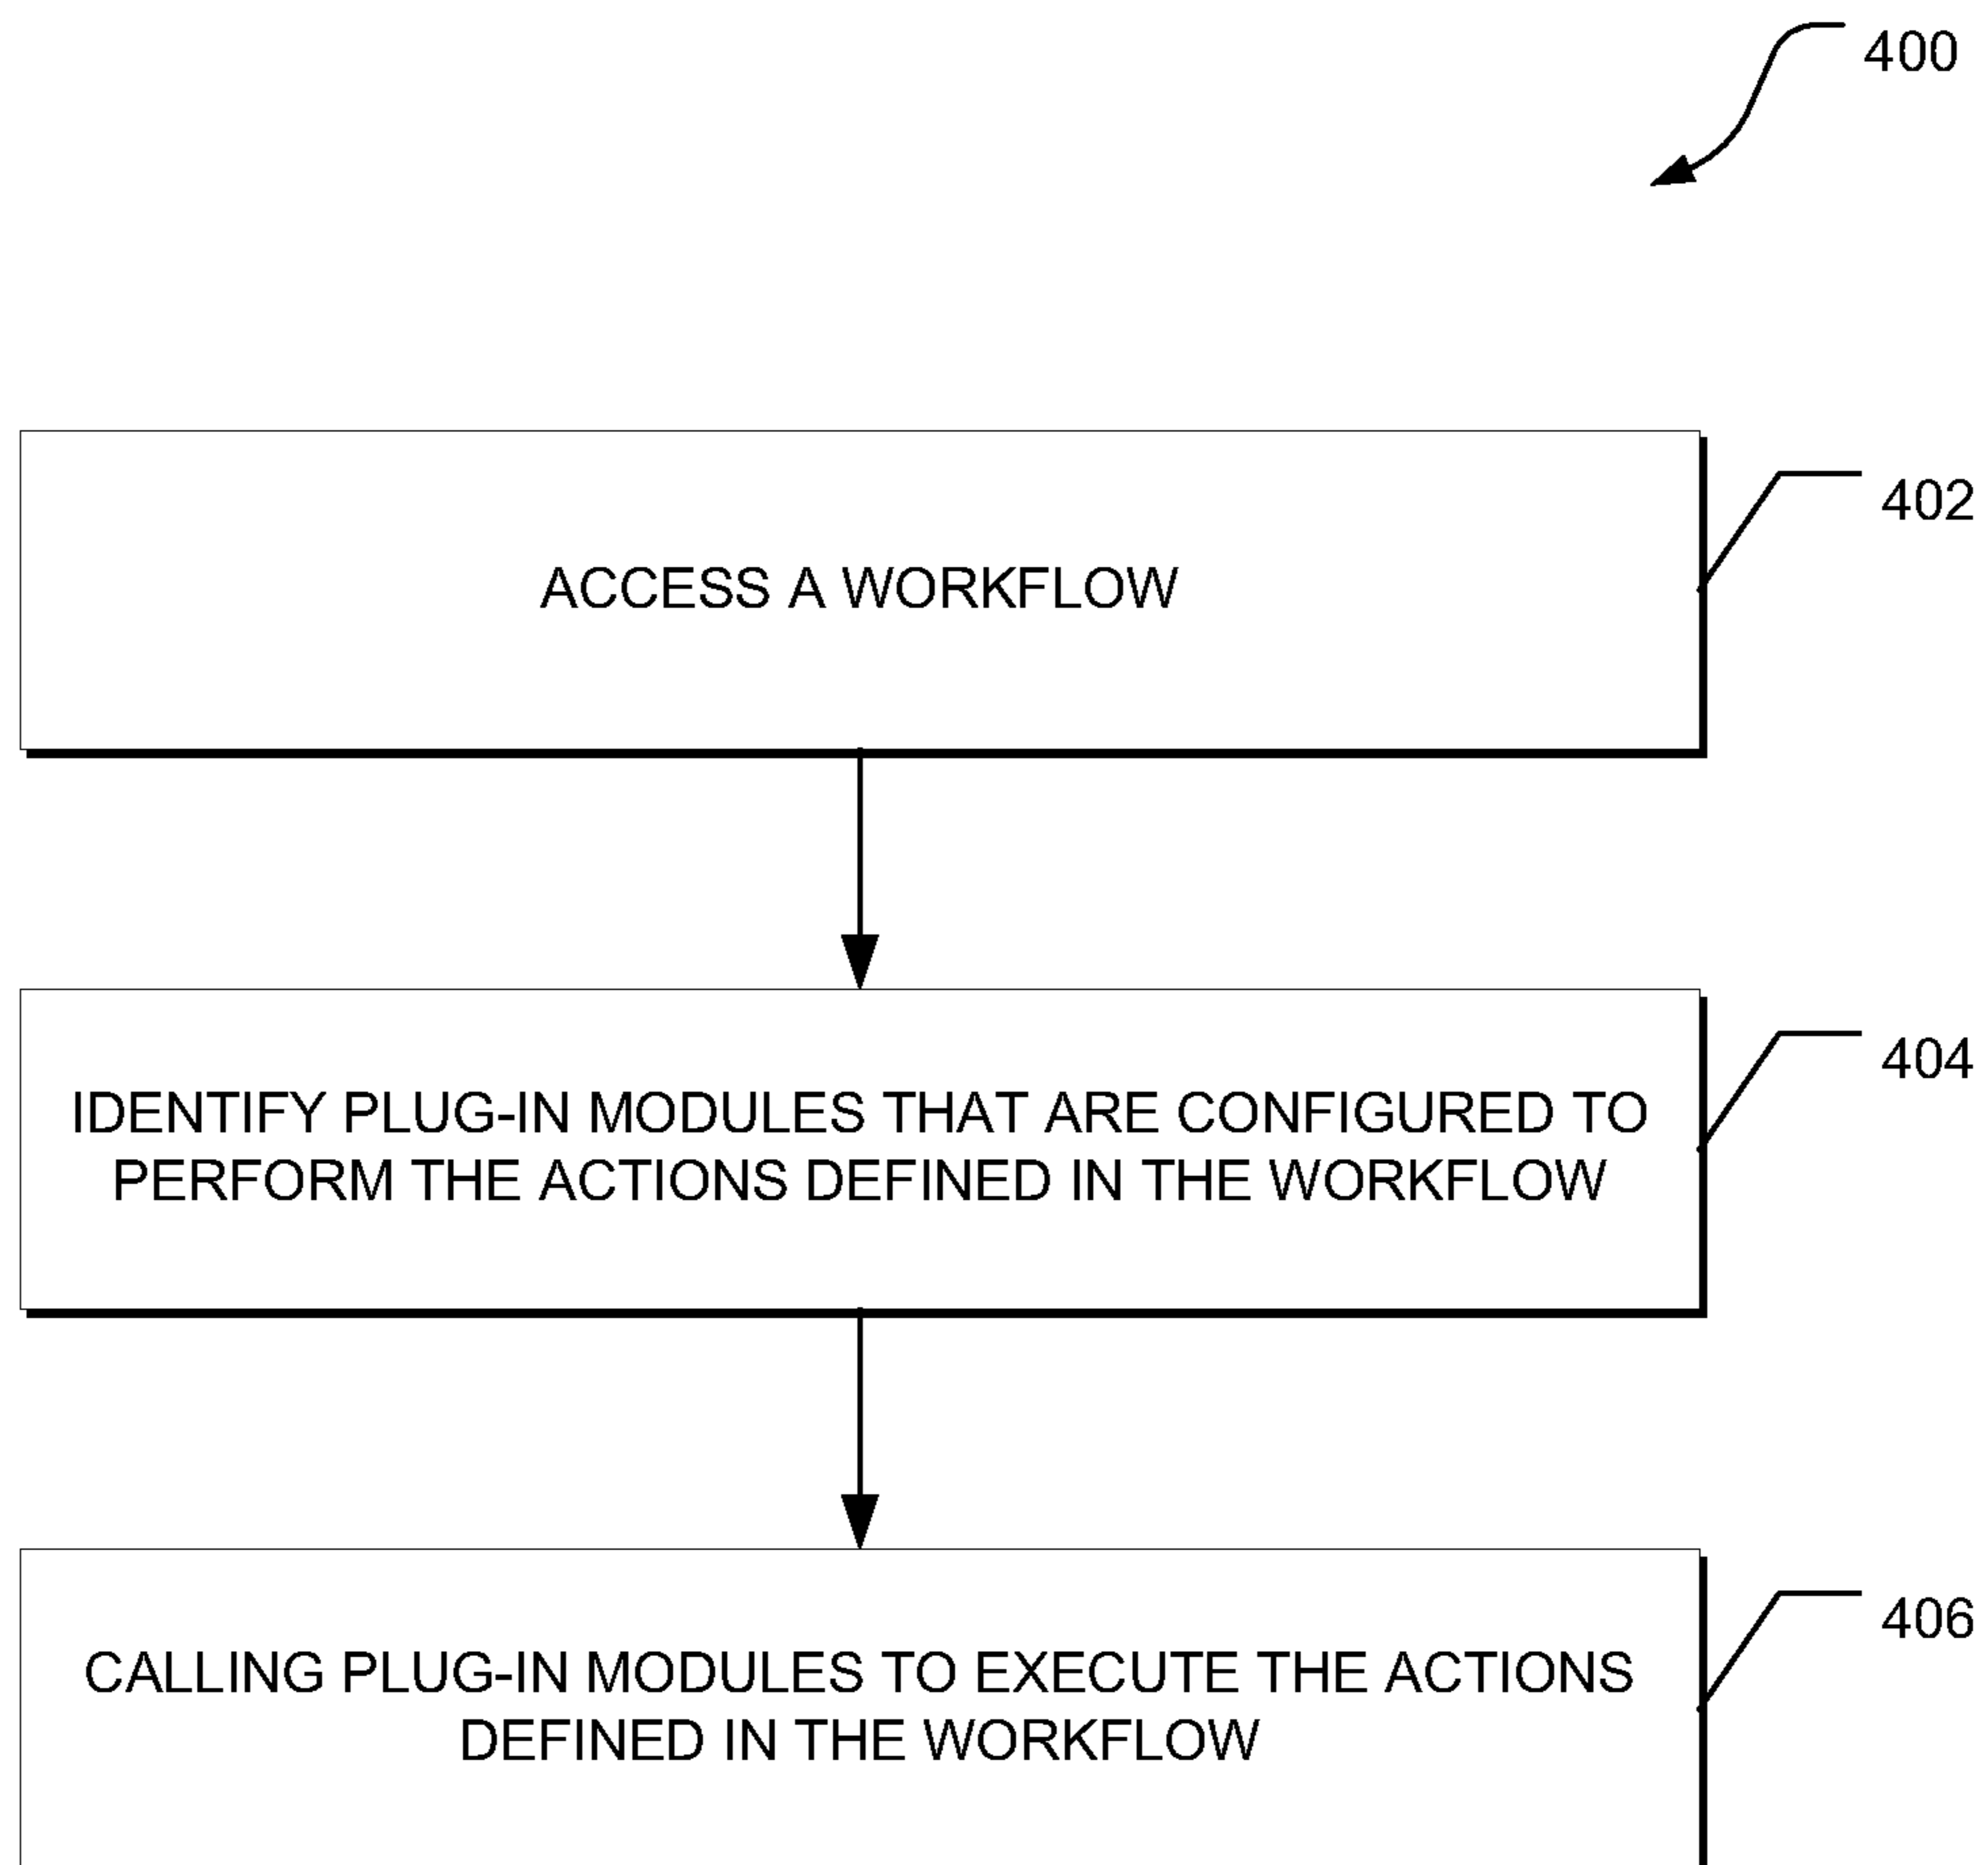 400
402
ACCESS A WORKFLOW
404
IDENTIFY PLUG-IN MODULES THAT ARE CONFIGURED TO
PERFORM THE ACTIONS DEFINED IN THE WORKFLOW
406
CALLING PLUG-IN MODULES TO EXECUTE THE ACTIONS
DEFINED IN THE WORKFLOW